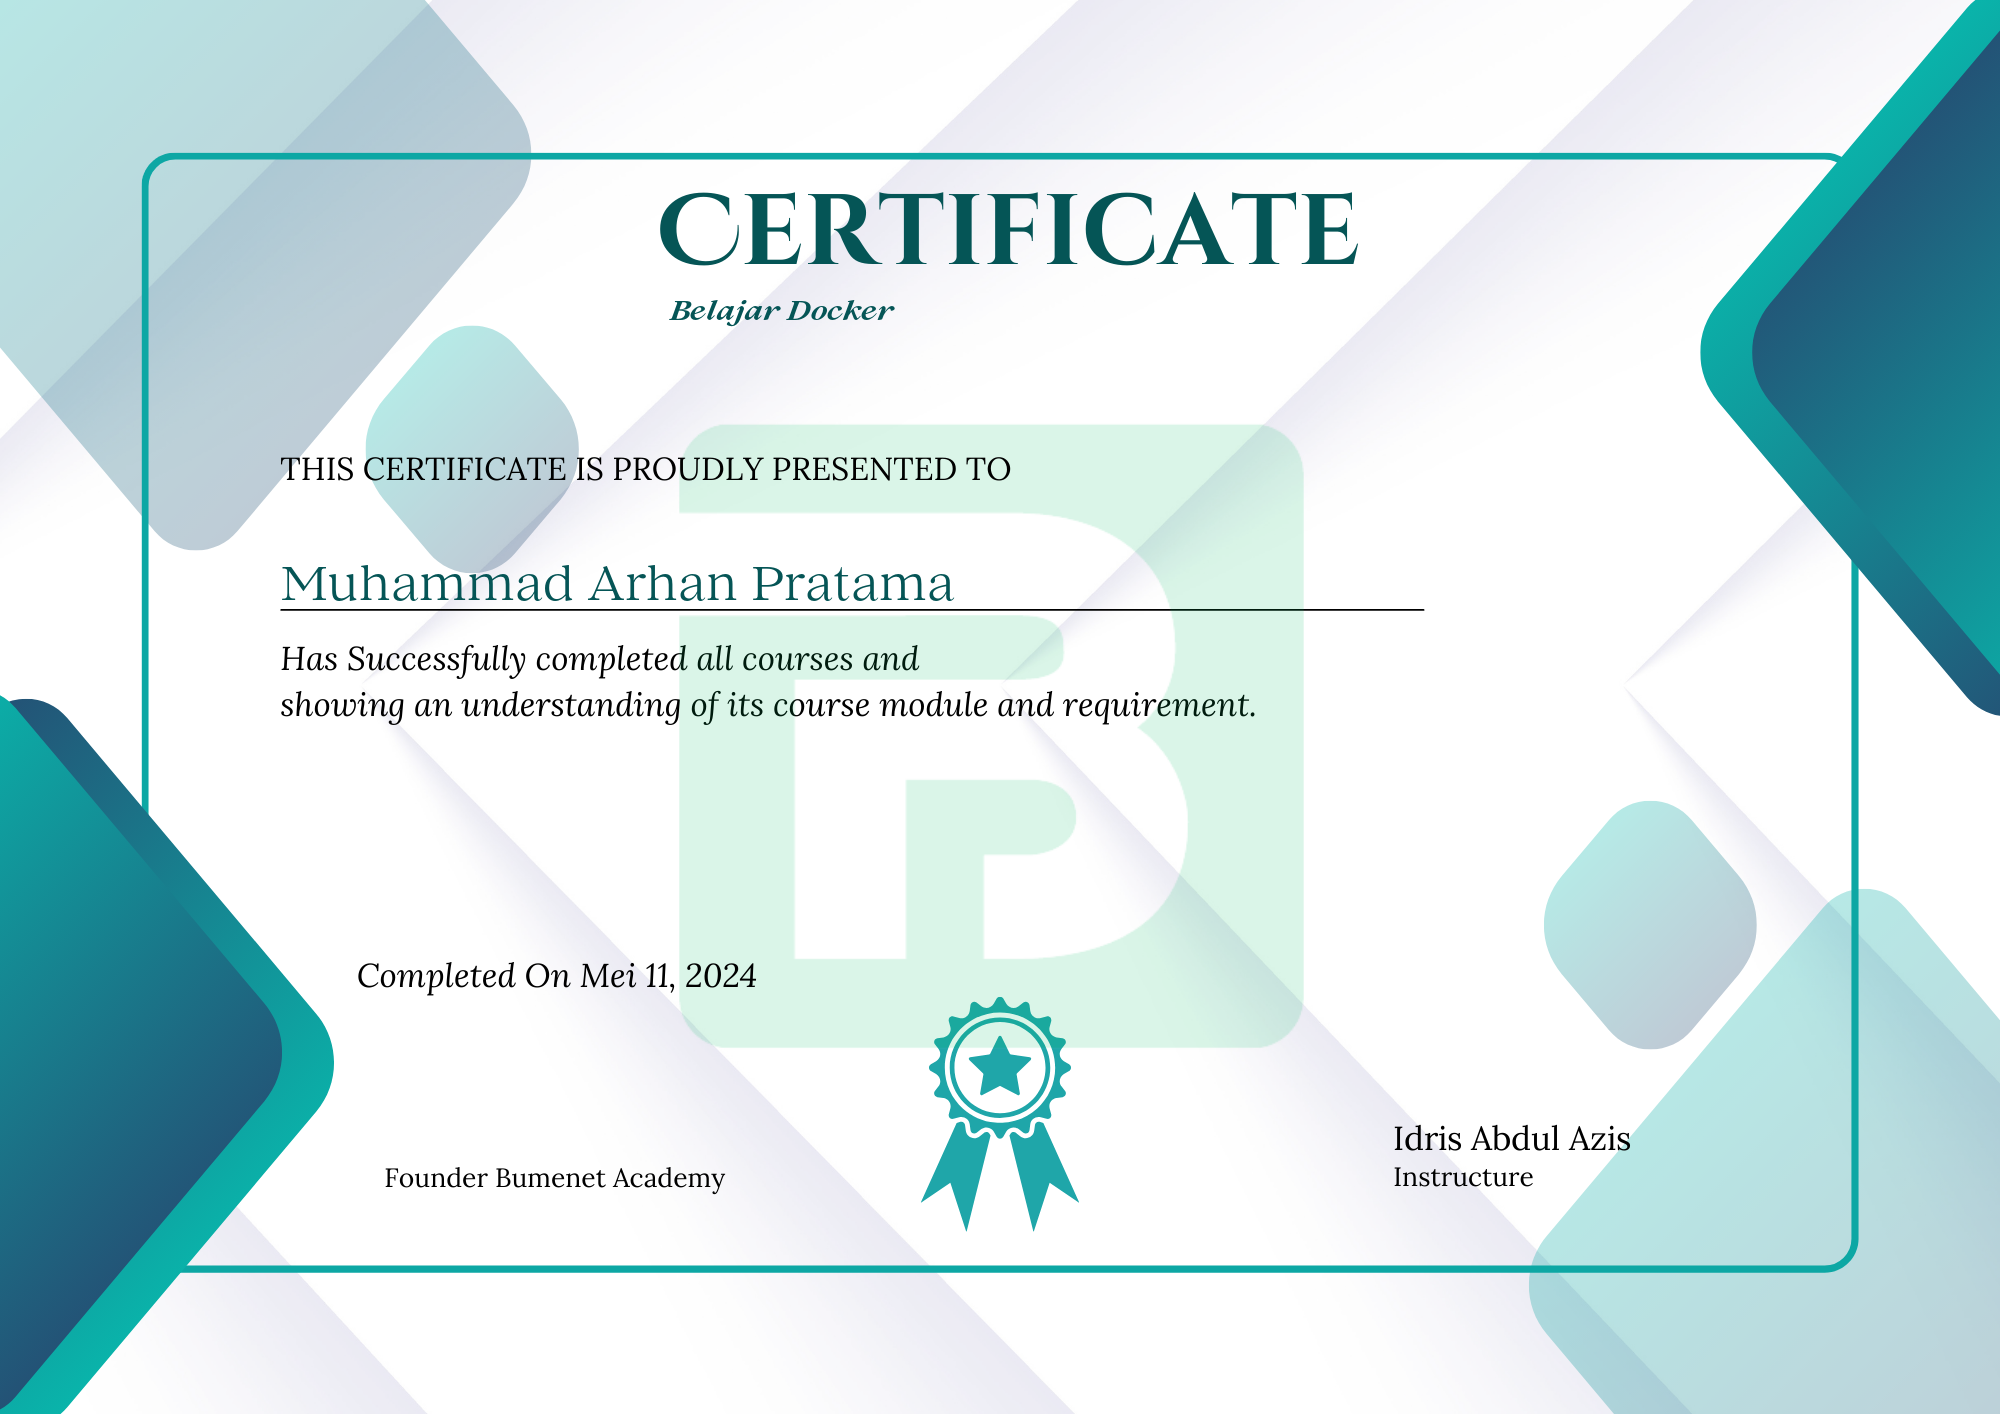 CERTIFICATE
Belajar Docker
THIS CERTIFICATE IS PROUDLY PRESENTED TO
Muhammad Arhan Pratama
Has Successfully completed all courses and
showing an understanding of its course module and requirement.
Completed On Mei 11, 2024
Founder Bumenet Academy
Idris Abdul Azis
Instructure